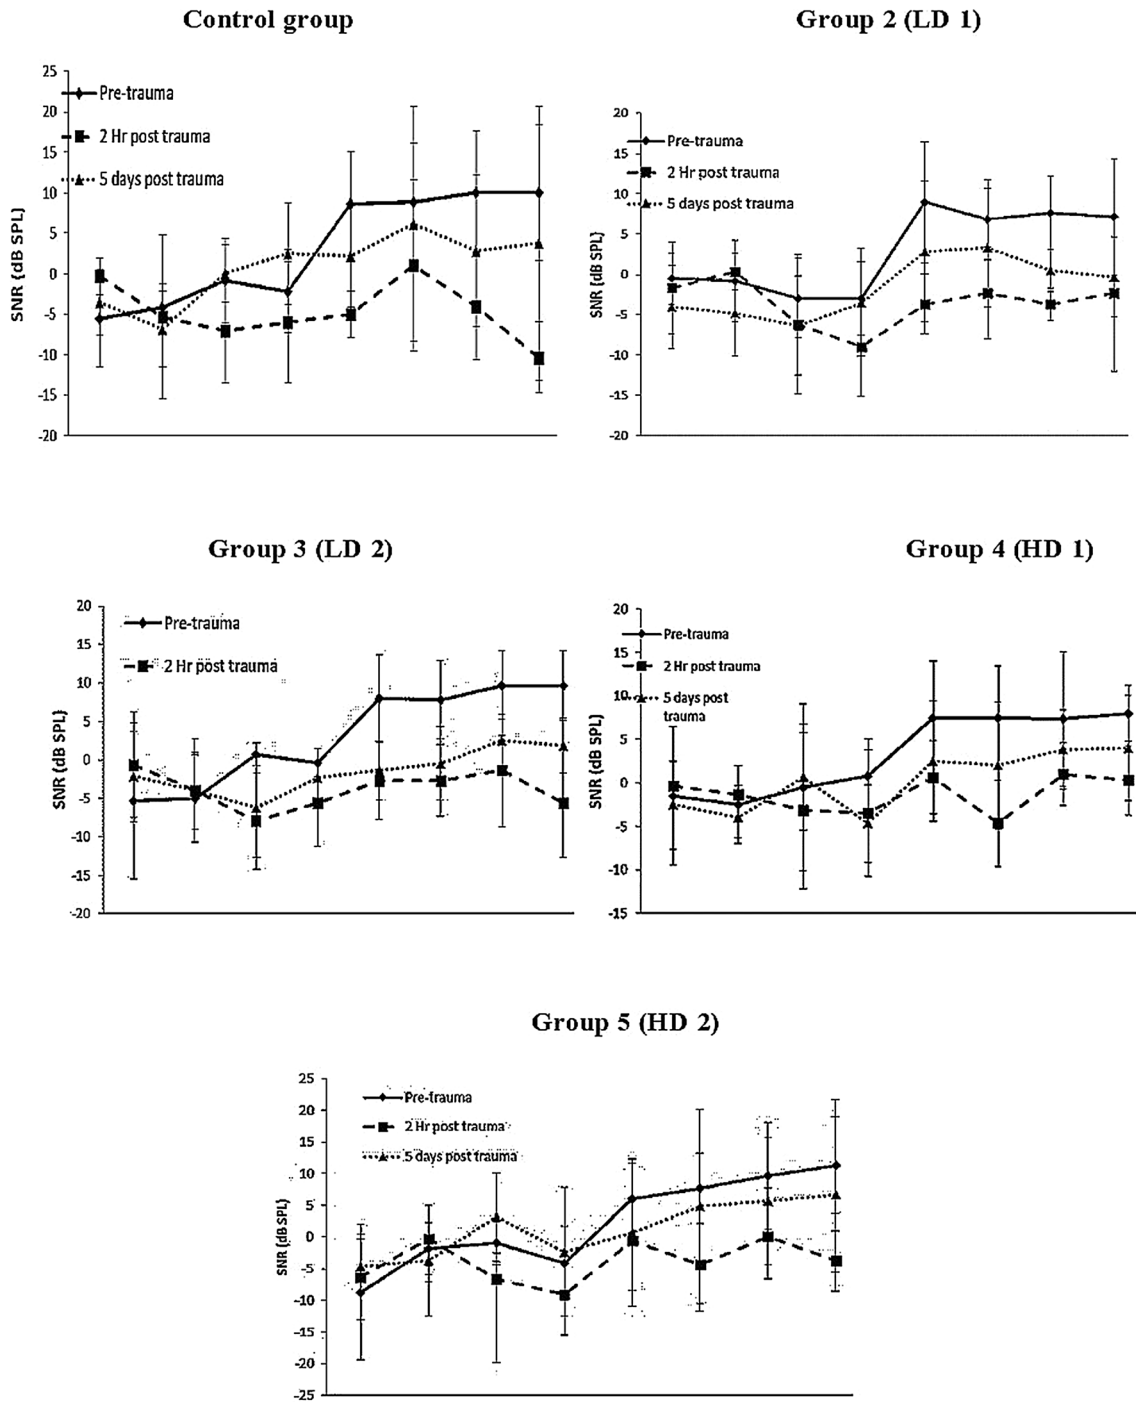 Control group
25
20
15
10
5
0
-5
-10
-15
-20
SNR {dB SPL}
Pre-trauma
2 Hr post trauma
5 days post trauma
Group 2 (LD 1)
20
15
10
5
0
-5
-10
-15
-20
SNR {dB SPL}
Pre-trauma
2 Hr post trauma
5 days post trauma
Group 3 (LD 2)
20
15
10
5
0
-5
-10
-15
-20
SNR {dB SPL}
Pre-trauma
2 Hr post trauma
Group 4 (HD 1)
20
15
10
5
0
-5
-10
-15
SNR {dB SPL}
Pre-trauma
2 Hr post trauma
5 days post
trauma
Group 5 (HD 2)
25
20
15
10
5
0
-5
-10
-15
-20
-25
SNR {dB SPL}
Pre-trauma
2 Hr post trauma
5 days post trauma